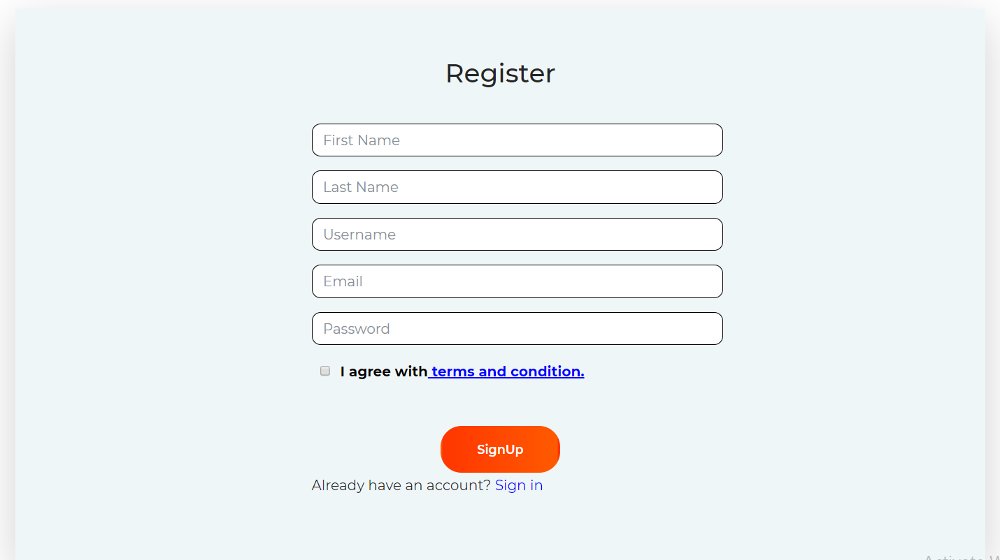 Register
First Name
Last Name
Username
Email
Password
I agree with terms and condition.
SignUp
Already have an account? Sign in